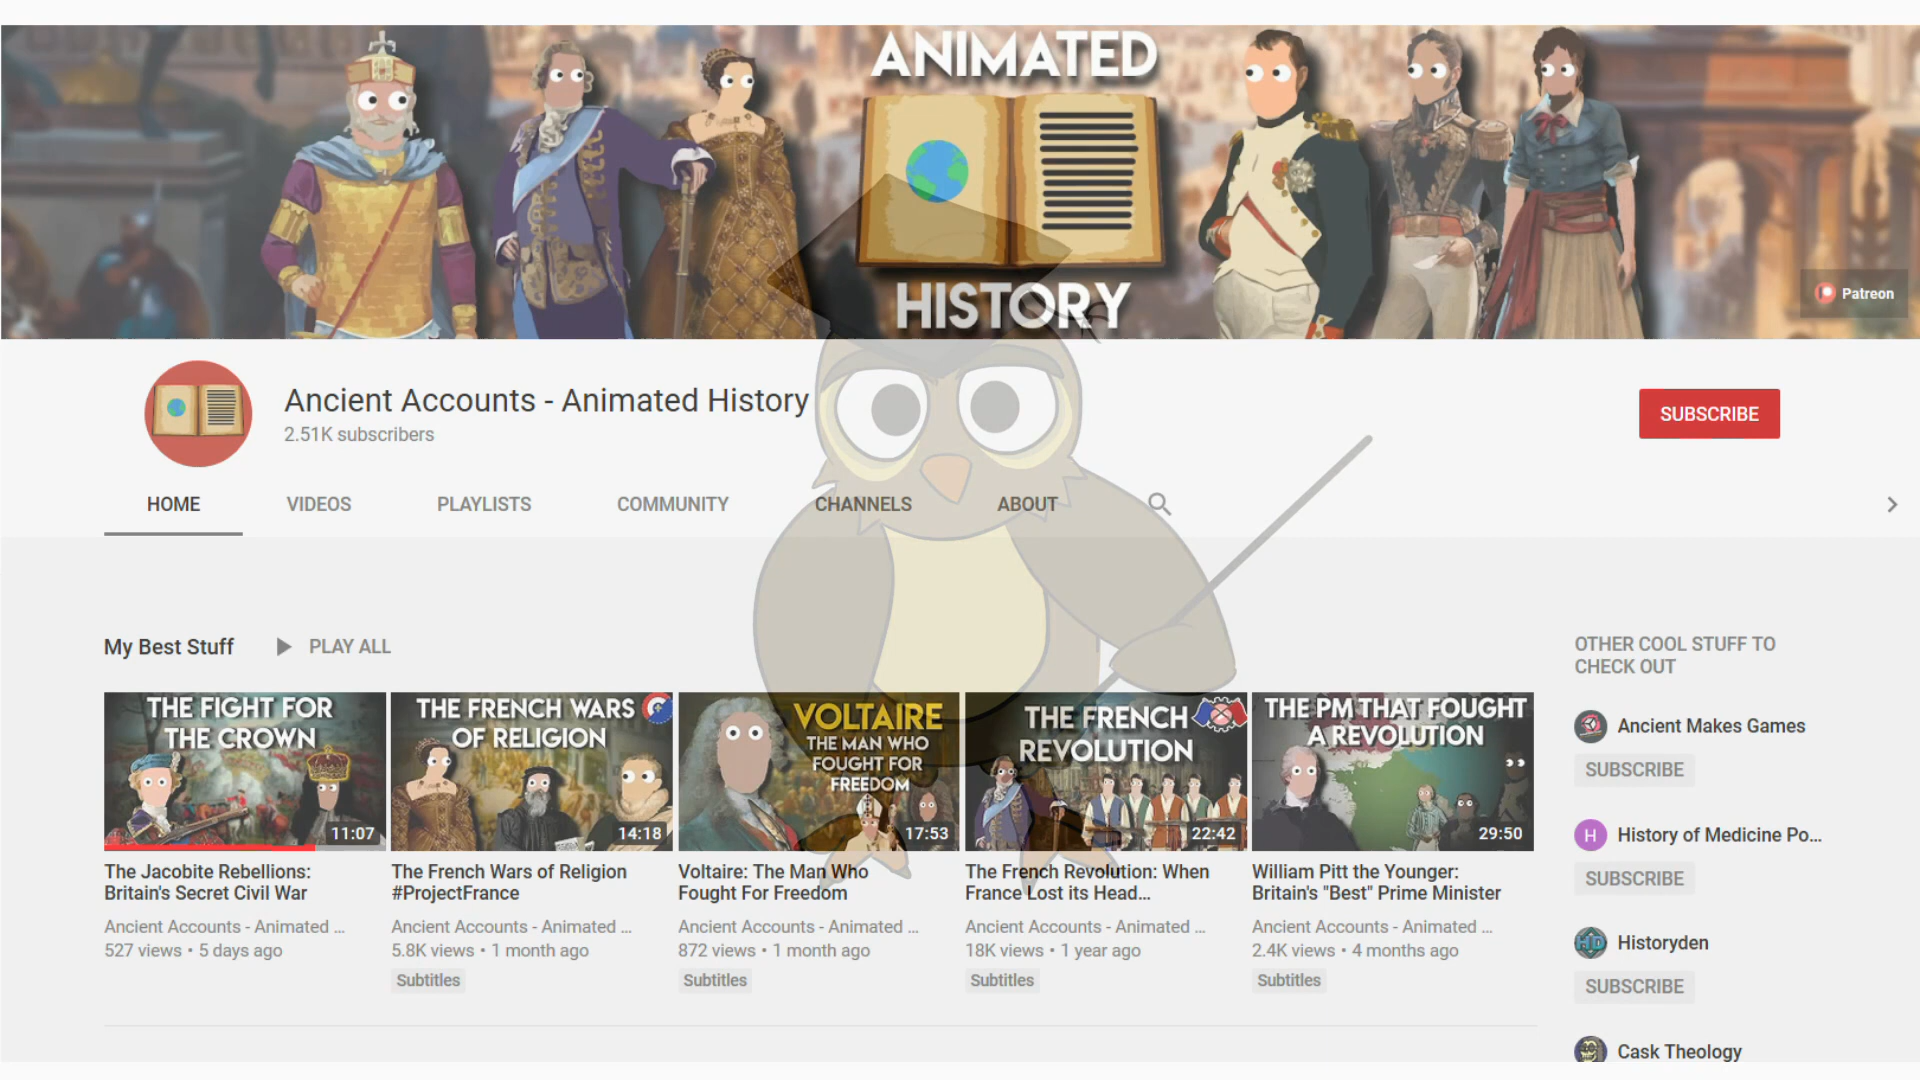 ANIMATED
HISTORY
Patreon
Ancient Accounts - Animated History
2.51K subscribers
SUBSCRIBE
HOME VIDEOS PLAYLISTS COMMUNITY CHANNELS ABOUT
My Best Stuff PLAY ALL
THE FIGHT FOR
THE CROWN
11:07
THE FRENCH WARS
OF RELIGION
14:18
VOLTAIRE
THE MAN WHO
FOUGHT FOR
FREEDOM
17:53
THE FRENCH
REVOLUTION
22:42
THE PM THAT FOUGHT
A REVOLUTION
29:50
The Jacobite Rebellions:
Britain's Secret Civil War
Ancient Accounts - Animated ...
527 views • 5 days ago
The French Wars of Religion
#ProjectFrance
Ancient Accounts - Animated ...
5.8K views • 1 month ago
Subtitles
Voltaire: The Man Who
Fought For Freedom
Ancient Accounts - Animated ...
872 views • 1 month ago
Subtitles
The French Revolution: When
France Lost its Head...
Ancient Accounts - Animated ...
18K views • 1 year ago
Subtitles
William Pitt the Younger:
Britain's "Best" Prime Minister
Ancient Accounts - Animated ...
2.4K views • 4 months ago
Subtitles
OTHER COOL STUFF TO
CHECK OUT
Ancient Makes Games
SUBSCRIBE
H History of Medicine Po...
SUBSCRIBE
HD Historyden
SUBSCRIBE
Cask Theology